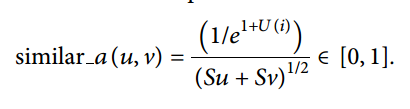 similar_a(u, v) = (1/e^{1+U(i)}) / (Su + Sv)^{1/2} ∈ [0, 1].